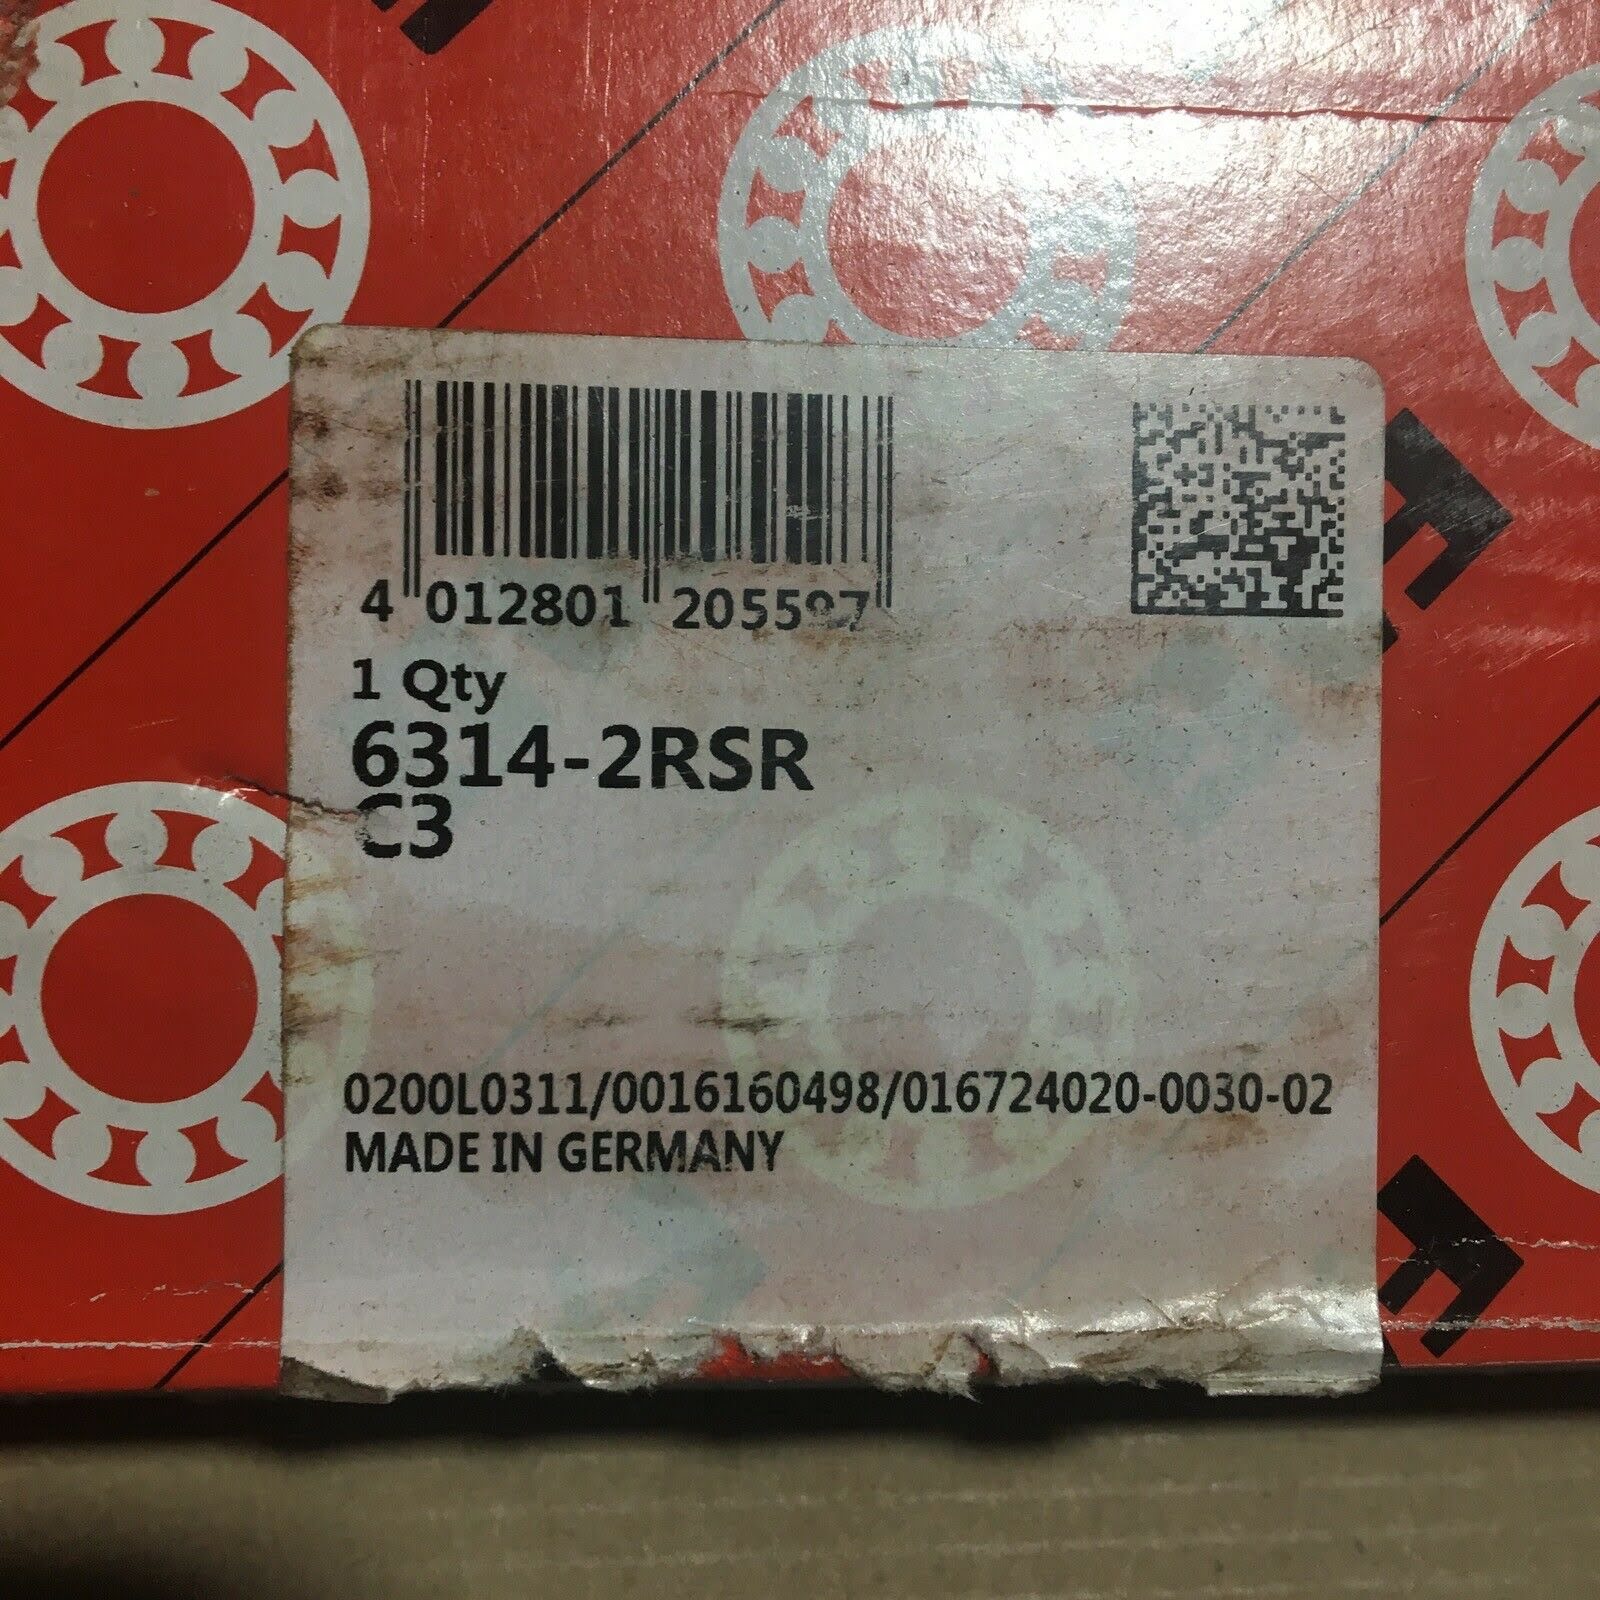 4 012801 205597
1 Qty
6314-2RSR
C3
0200L0311/0016160498/016724020-0030-02
MADE IN GERMANY